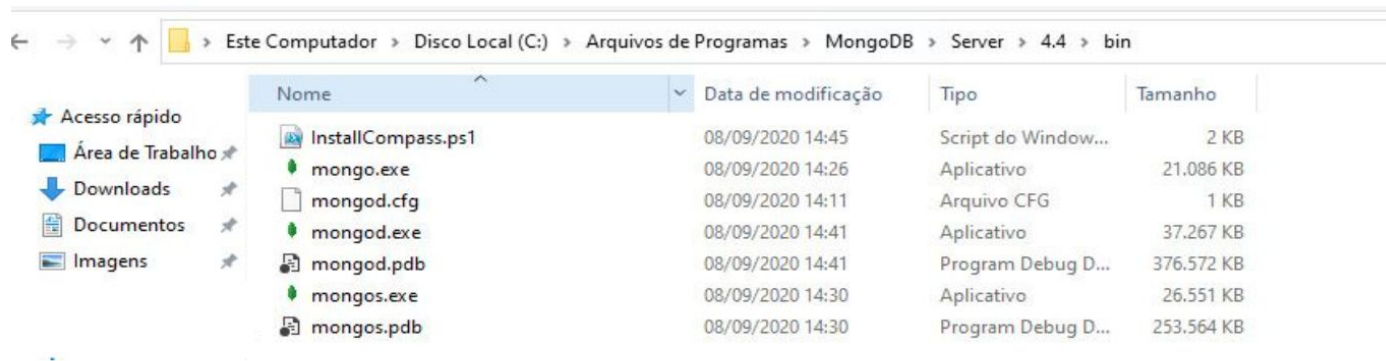 Este Computador > Disco Local (C:) > Arquivos de Programas > MongoDB > Server > 4.4 > bin
Acesso rápido
Área de Trabalho
Downloads
Documentos
Imagens
Nome Data de modificação Tipo Tamanho
InstallCompass.ps1 08/09/2020 14:45 Script do Window... 2 KB
mongo.exe 08/09/2020 14:26 Aplicativo 21.086 KB
mongod.cfg 08/09/2020 14:11 Arquivo CFG 1 KB
mongod.exe 08/09/2020 14:41 Aplicativo 37.267 KB
mongod.pdb 08/09/2020 14:41 Program Debug D... 376.572 KB
mongos.exe 08/09/2020 14:30 Aplicativo 26.551 KB
mongos.pdb 08/09/2020 14:30 Program Debug D... 253.564 KB